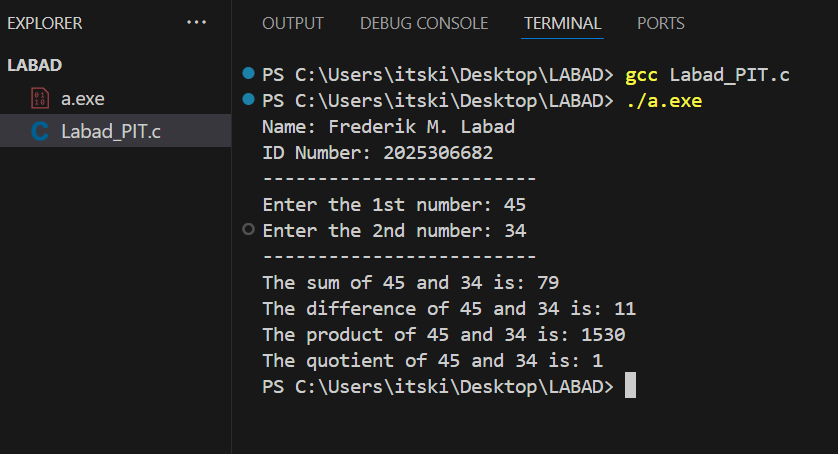 EXPLORER ...
LABAD
a.exe
C Labad_PIT.c
OUTPUT DEBUG CONSOLE TERMINAL PORTS
PS C:\Users\itski\Desktop\LABAD> gcc Labad_PIT.c
PS C:\Users\itski\Desktop\LABAD> ./a.exe
Name: Frederik M. Labad
ID Number: 2025306682
-------------------------
Enter the 1st number: 45
Enter the 2nd number: 34
-------------------------
The sum of 45 and 34 is: 79
The difference of 45 and 34 is: 11
The product of 45 and 34 is: 1530
The quotient of 45 and 34 is: 1
PS C:\Users\itski\Desktop\LABAD>